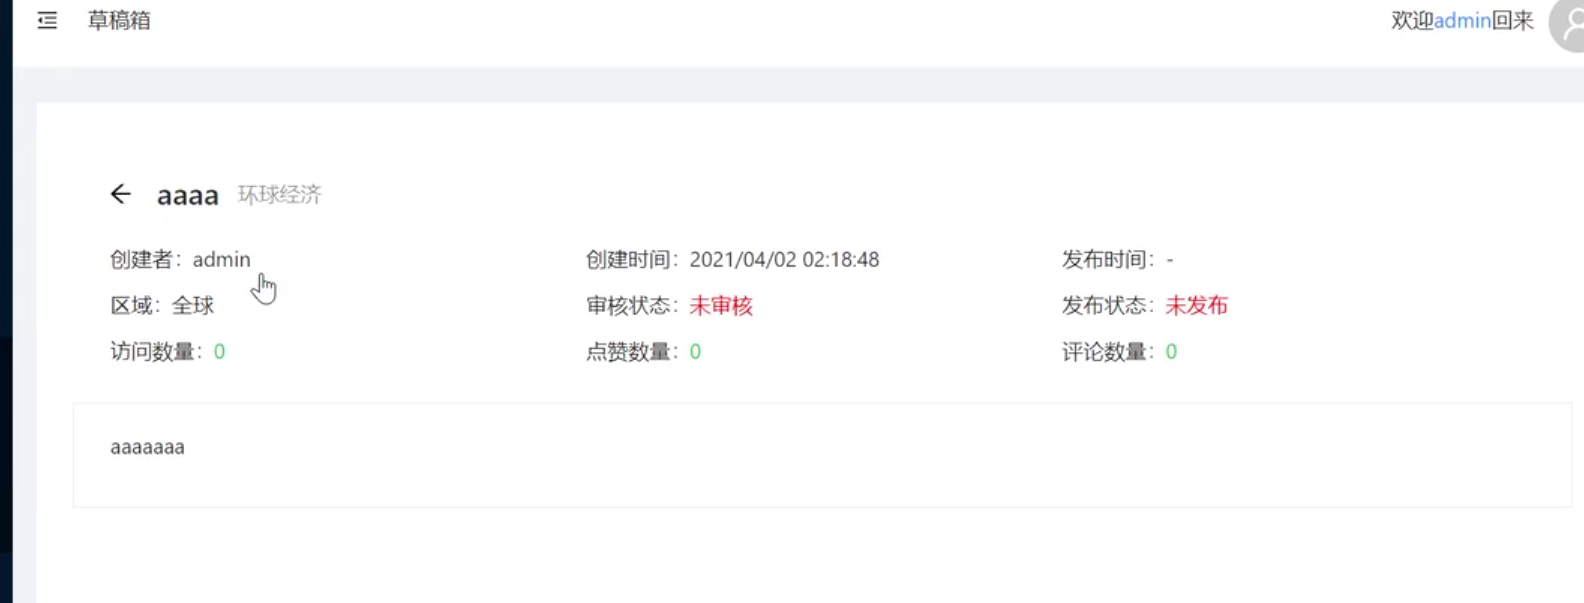 草稿箱
欢迎admin回来
aaaa 环球经济
创建者：admin 创建时间：2021/04/02 02:18:48 发布时间：-
区域：全球 审核状态：未审核 发布状态：未发布
访问数量：0 点赞数量：0 评论数量：0
aaaaaaa